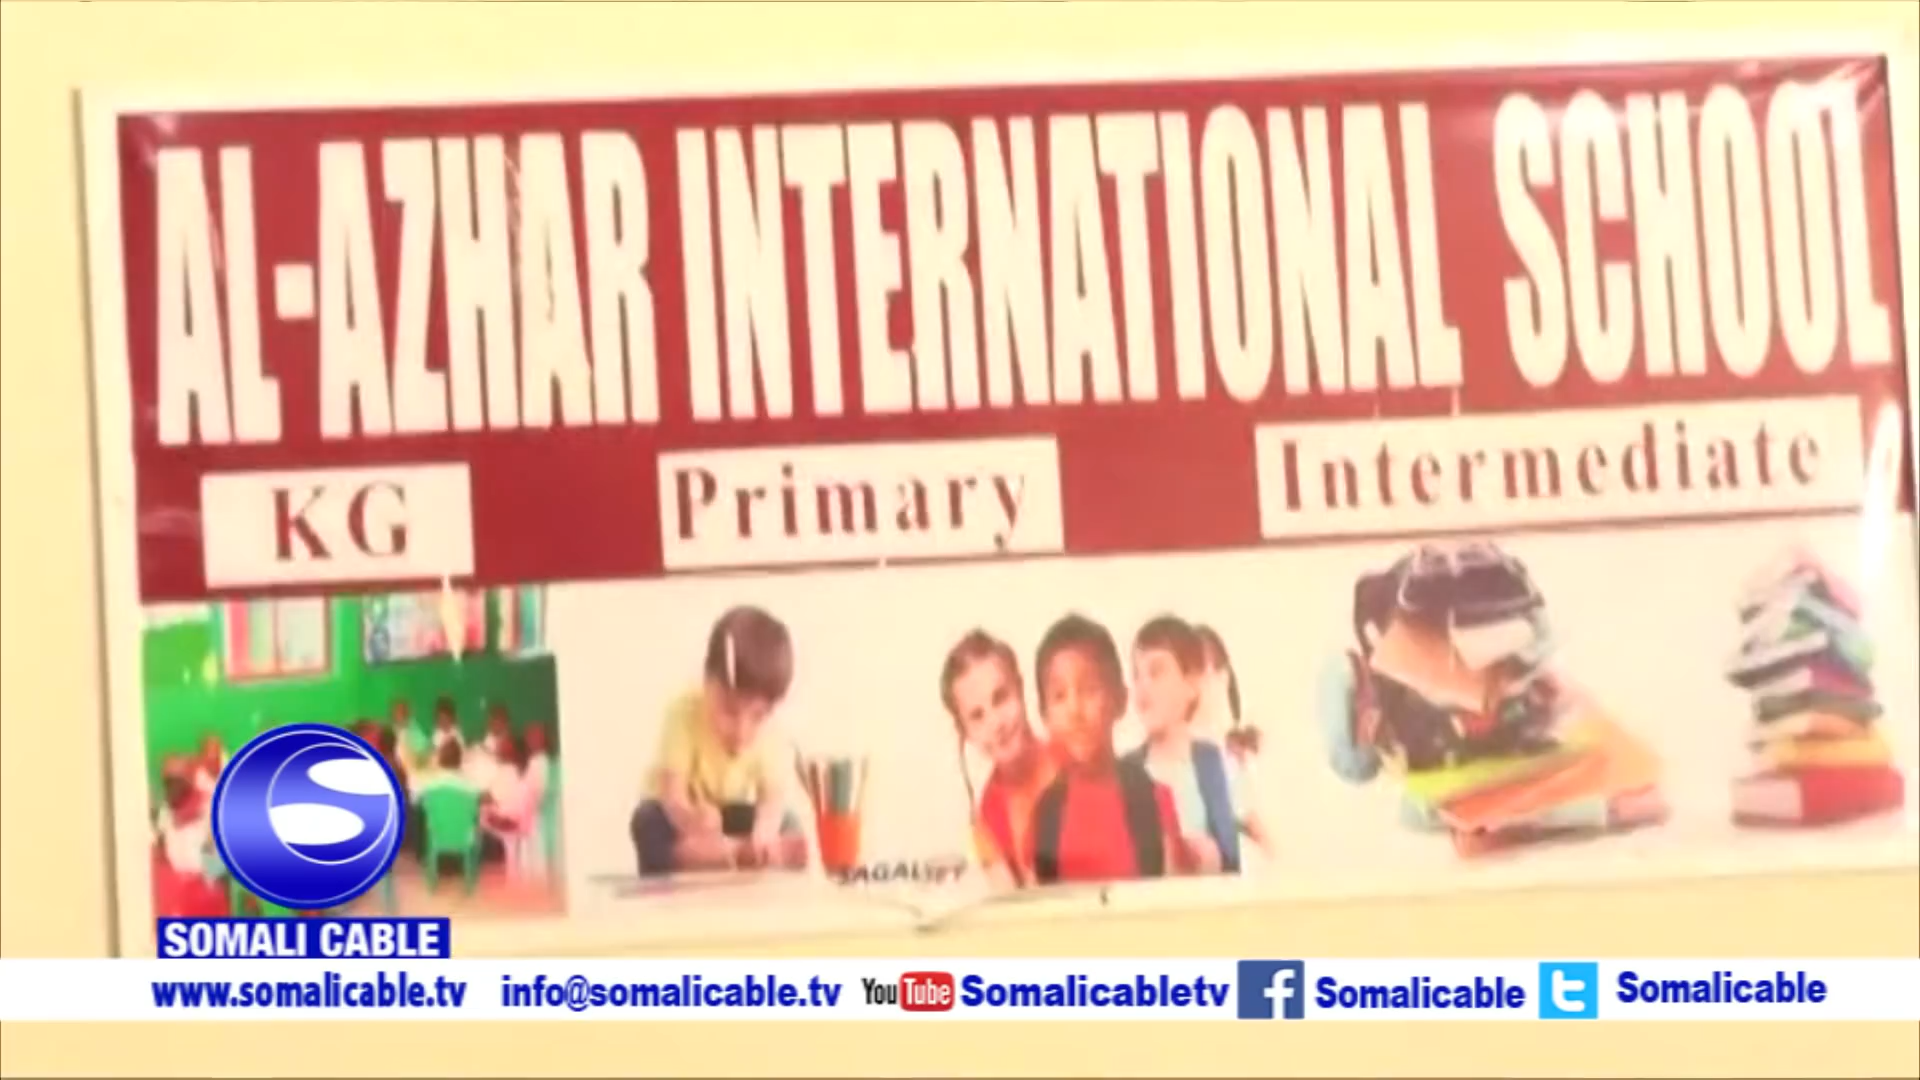 AL-AZHAR INTERNATIONAL SCHOOL
KG Primary Intermediate
SOMALI CABLE
www.somalicable.tv info@somalicable.tv YouTube Somalicabletv f Somalicable t Somalicable